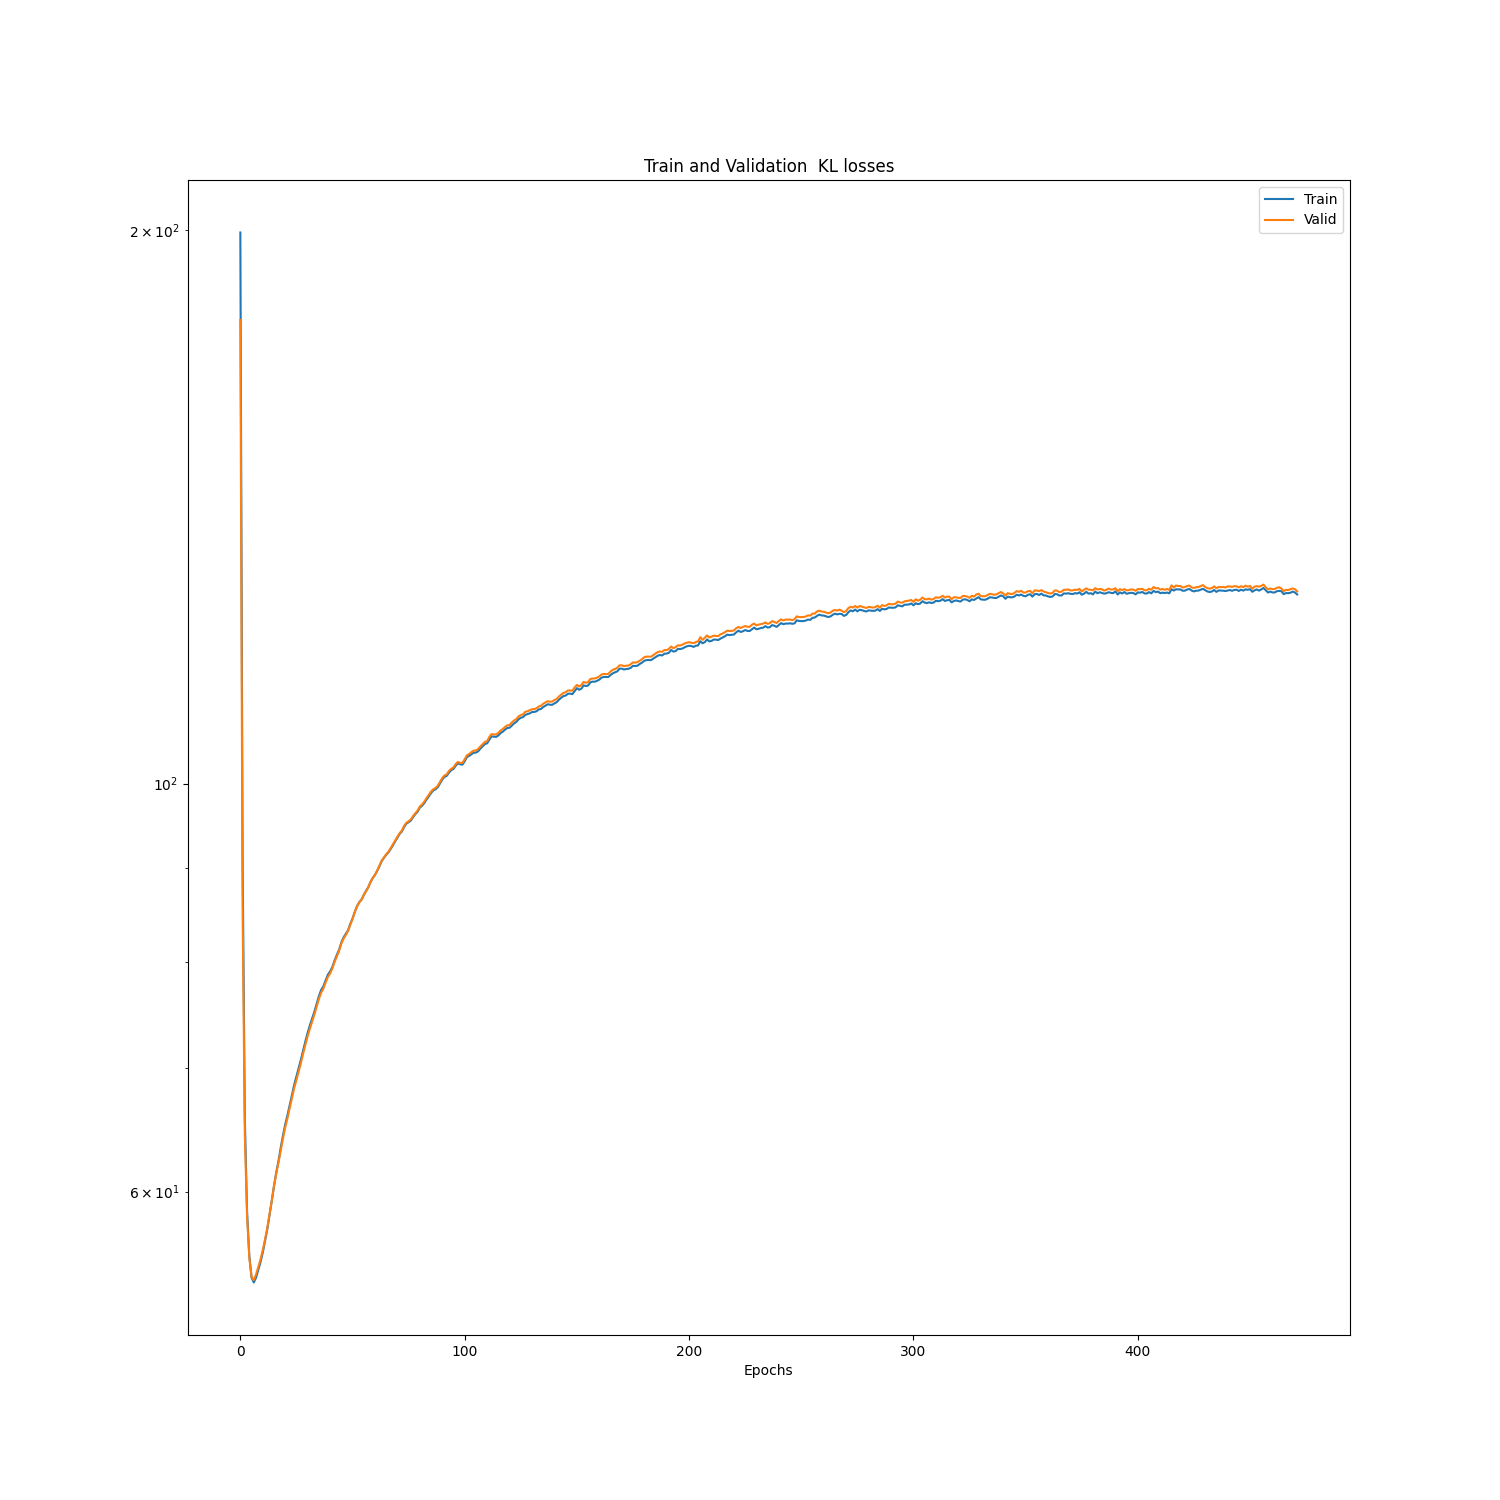 Train and Validation  KL losses
Train
Valid
2 × 10²
10²
6 × 10¹
0 100 200 300 400
Epochs